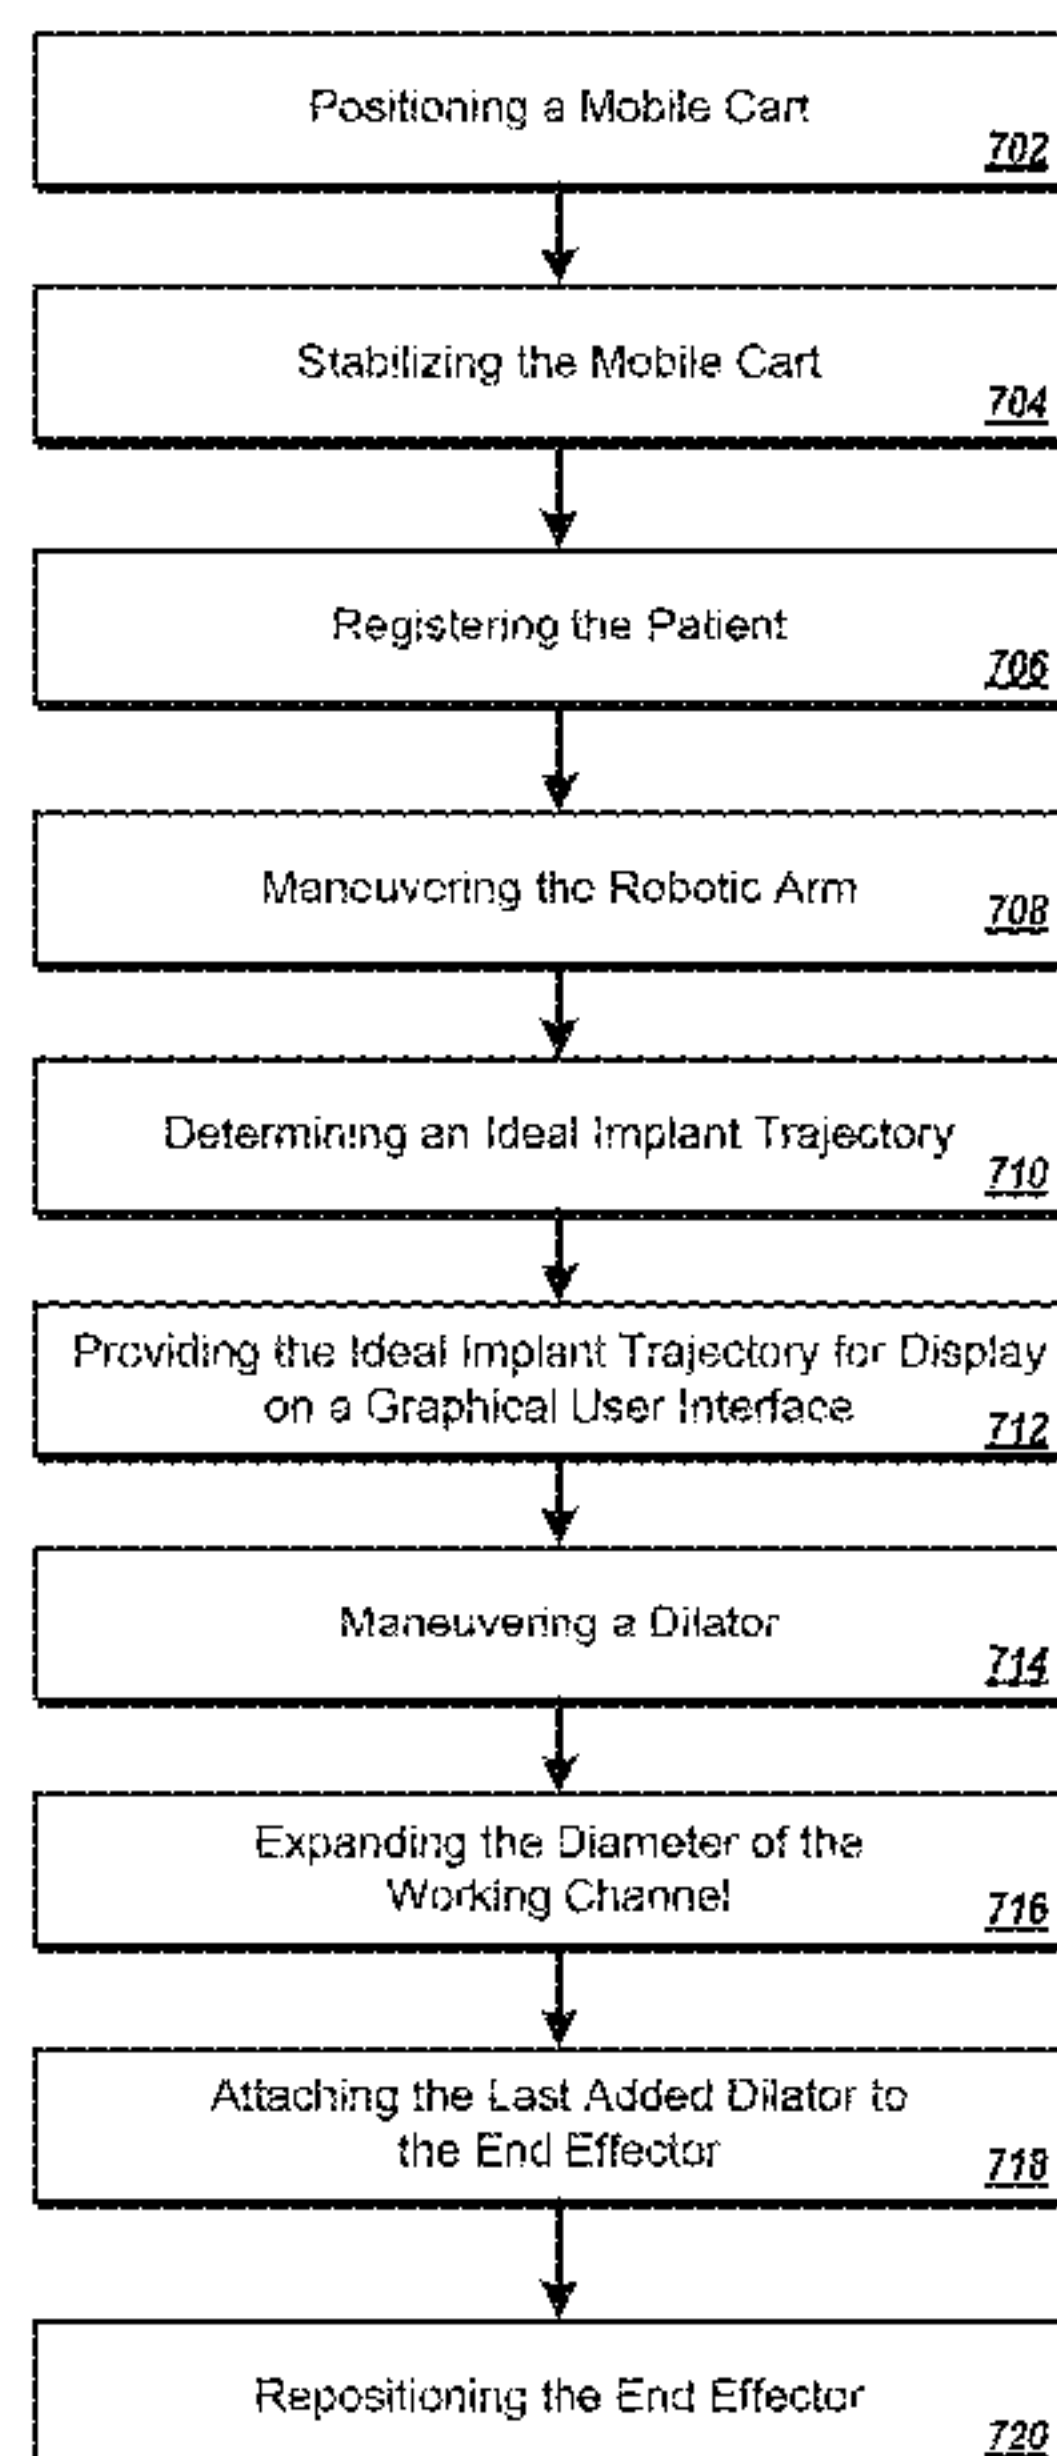 Positioning a Mobile Cart
702
Stabilizing the Mobile Cart
704
Registering the Patient
706
Maneuvering the Robotic Arm
708
Determining an Ideal Implant Trajectory
710
Providing the Ideal Implant Trajectory for Display
on a Graphical User Interface
712
Maneuvering a Dilator
714
Expanding the Diameter of the
Working Channel
716
Attaching the Last Added Dilator to
the End Effector
718
Repositioning the End Effector
720